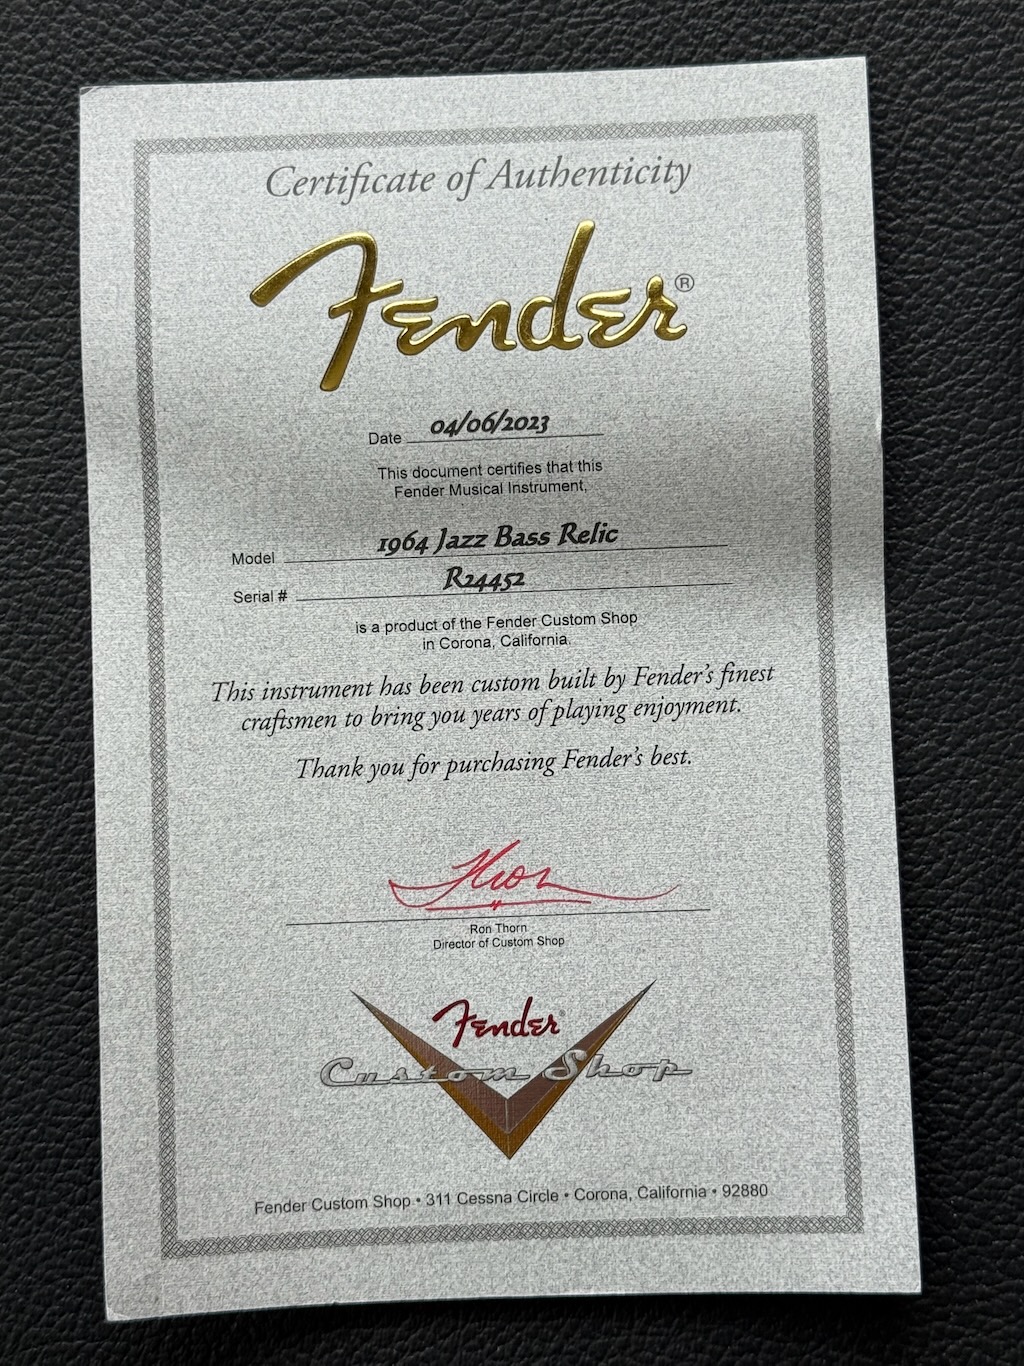 Certificate of Authenticity
Fender®
Date 04/06/2023
This document certifies that this
Fender Musical Instrument,
Model 1964 Jazz Bass Relic
Serial # R24452
is a product of the Fender Custom Shop
in Corona, California.
This instrument has been custom built by Fender's finest
craftsmen to bring you years of playing enjoyment.
Thank you for purchasing Fender's best.
Thorn
Ron Thorn
Director of Custom Shop
Fender®
Custom Shop
Fender Custom Shop • 311 Cessna Circle • Corona, California • 92880